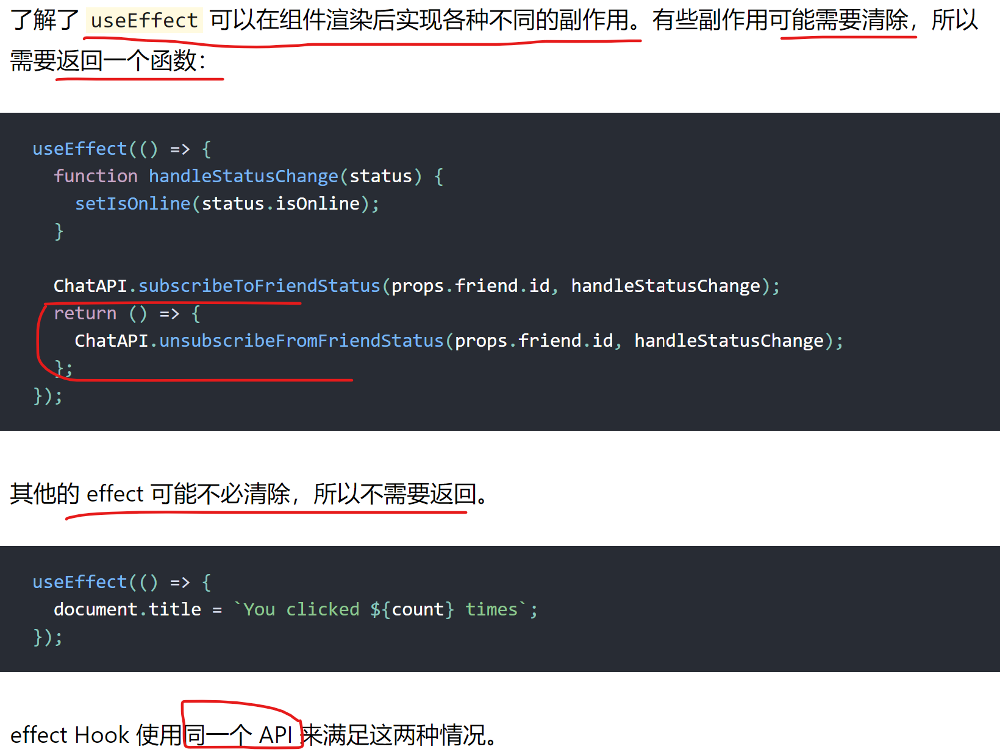 了解了 useEffect 可以在组件渲染后实现各种不同的副作用。有些副作用可能需要清除，所以
需要返回一个函数：
useEffect(() => {
  function handleStatusChange(status) {
    setIsOnline(status.isOnline);
  }

  ChatAPI.subscribeToFriendStatus(props.friend.id, handleStatusChange);
  return () => {
    ChatAPI.unsubscribeFromFriendStatus(props.friend.id, handleStatusChange);
  };
});
其他的 effect 可能不必清除，所以不需要返回。
useEffect(() => {
  document.title = `You clicked ${count} times`;
});
effect Hook 使用同一个 API 来满足这两种情况。